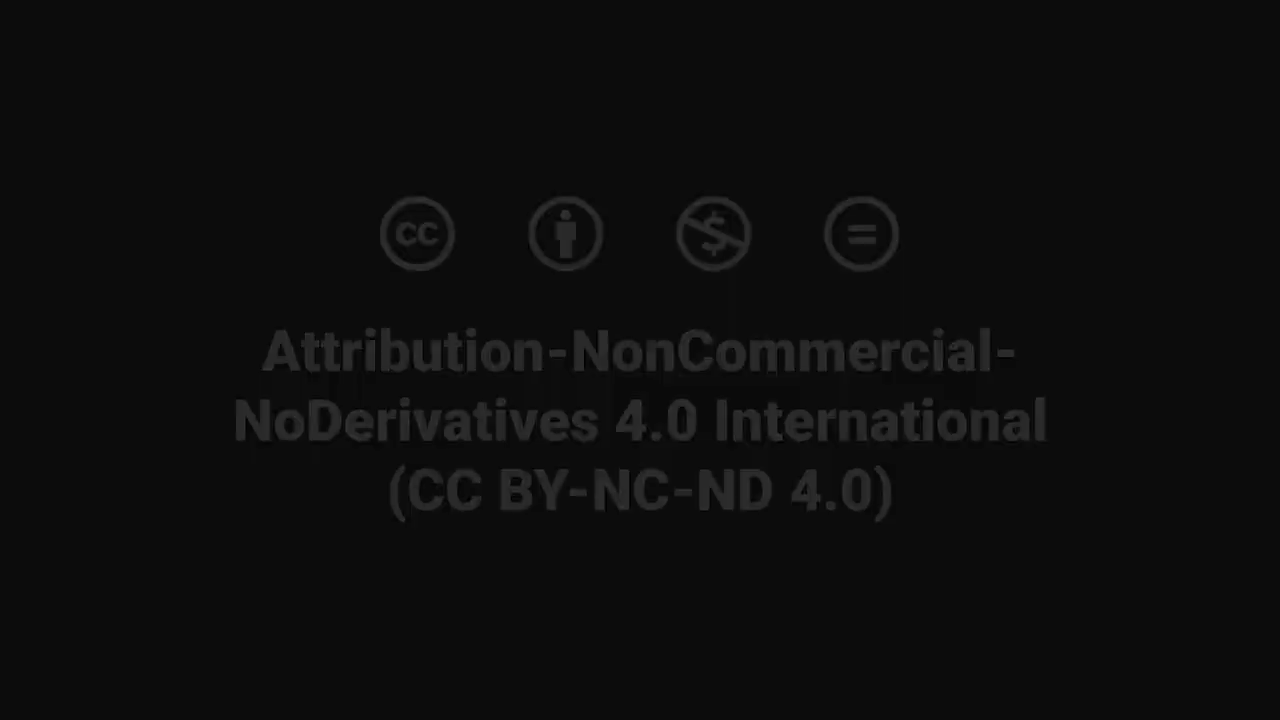 Attribution-NonCommercial-
NoDerivatives 4.0 International
(CC BY-NC-ND 4.0)